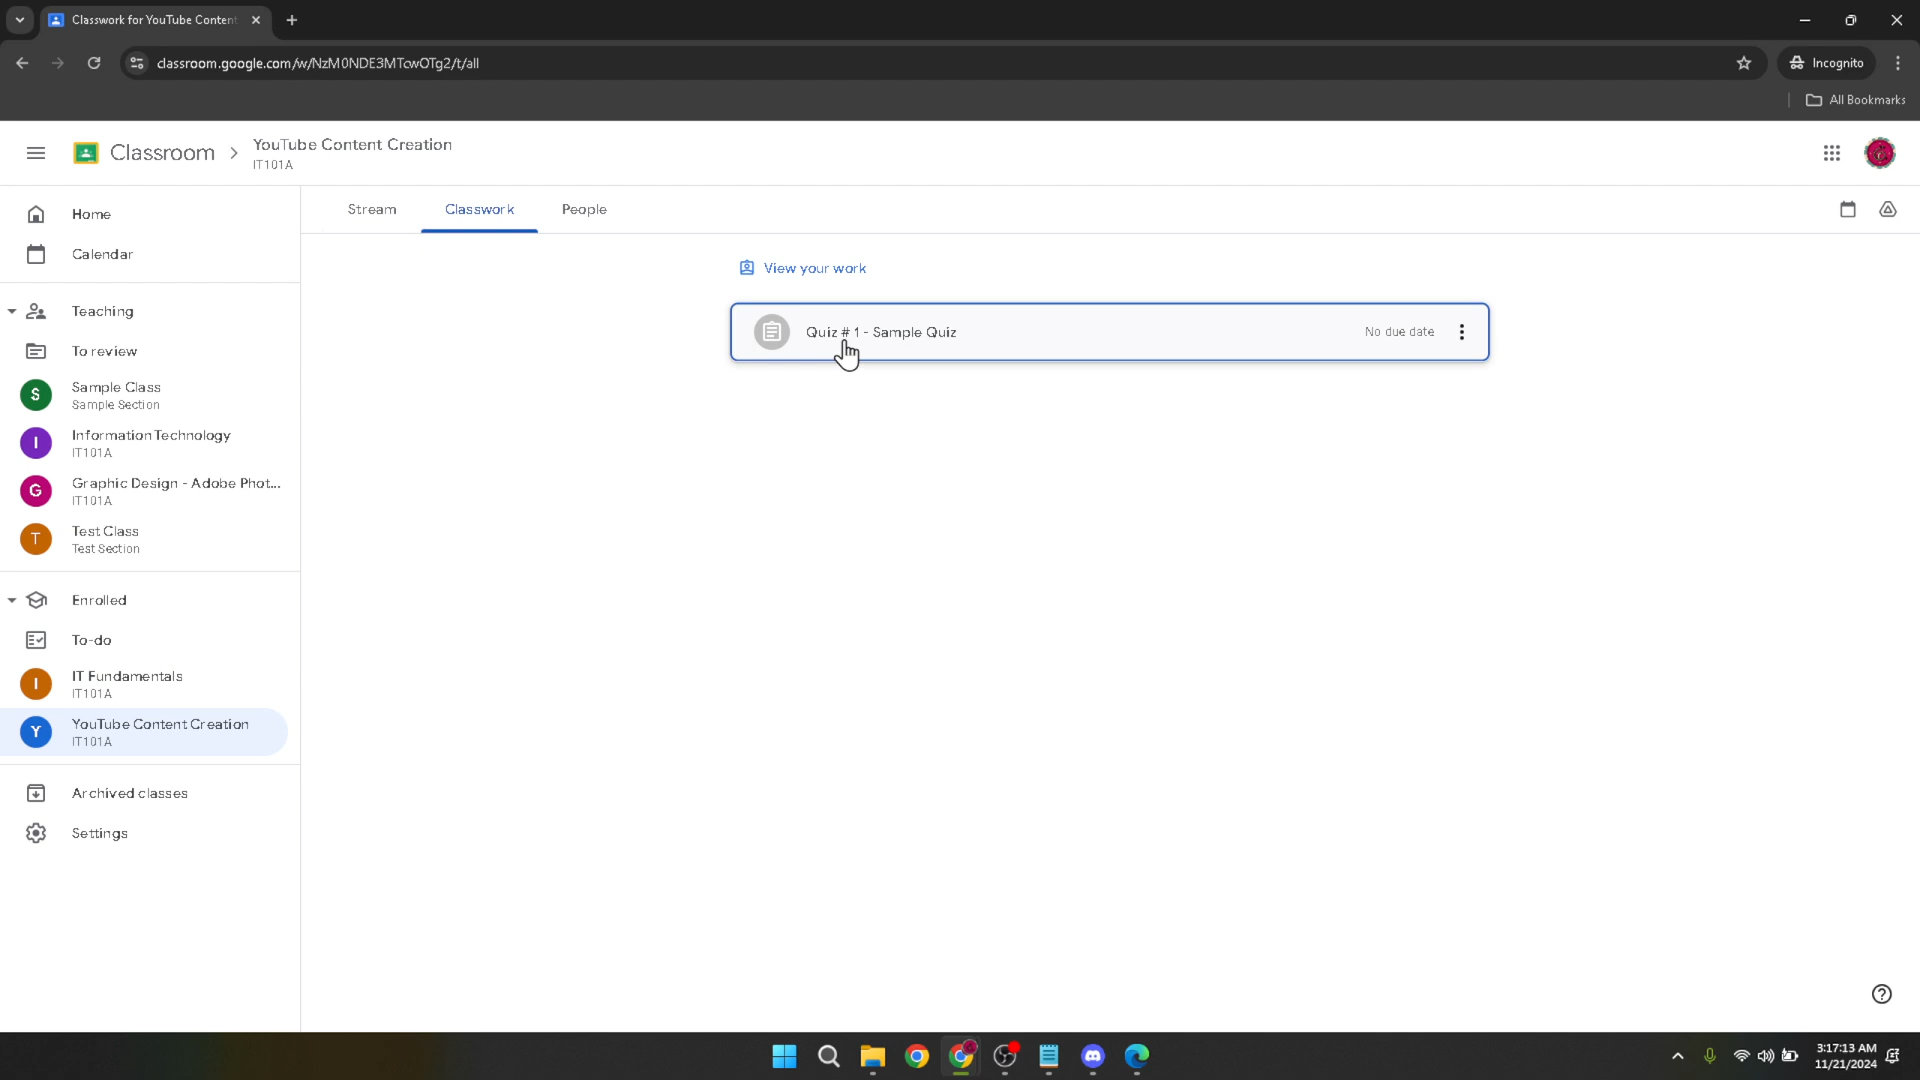 Classwork for YouTube Content
classroom.google.com/w/NzM0NDE3MTcwOTg2/t/all
Incognito
All Bookmarks
Classroom
YouTube Content Creation
IT101A
Home
Calendar
Teaching
To review
S
Sample Class
Sample Section
I
Information Technology
IT101A
G
Graphic Design - Adobe Phot...
IT101A
T
Test Class
Test Section
Enrolled
To-do
I
IT Fundamentals
IT101A
Y
YouTube Content Creation
IT101A
Archived classes
Settings
Stream
Classwork
People
View your work
Quiz # 1 - Sample Quiz
No due date
3:17:13 AM
11/21/2024